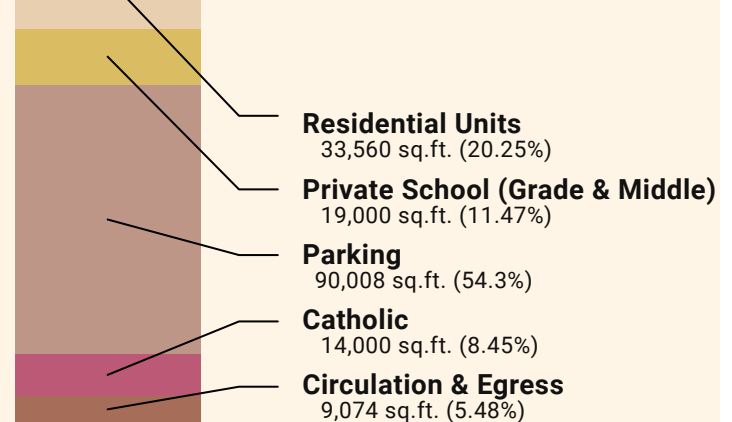 Residential Units
33,560 sq.ft. (20.25%)
Private School (Grade & Middle)
19,000 sq.ft. (11.47%)
Parking
90,008 sq.ft. (54.3%)
Catholic
14,000 sq.ft. (8.45%)
Circulation & Egress
9,074 sq.ft. (5.48%)